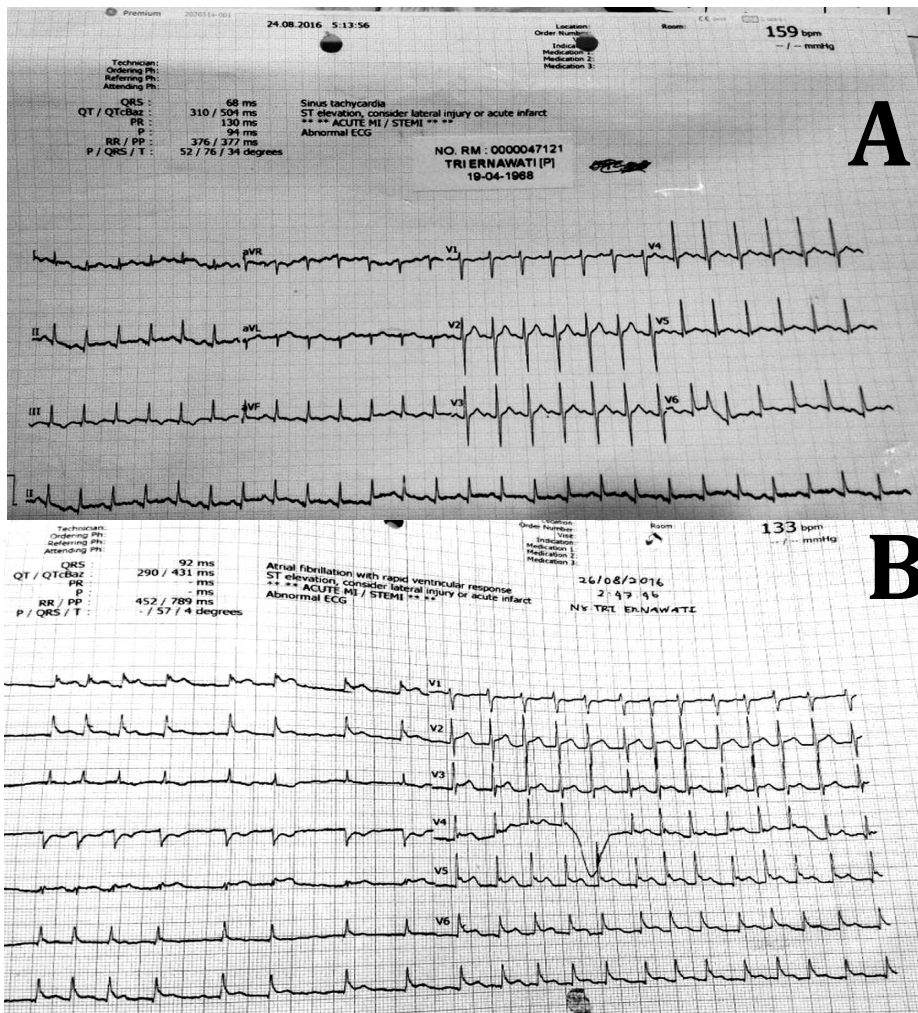 Premium
24.08.2016 5:13:56
Location:
Order Number:
Room:
159 bpm
-- / -- mmHg
Medication 2:
Medication 3:
Technician:
Ordering Ph:
Referring Ph:
Attending Ph:
QRS : 68 ms
QT / QTcBaz : 310 / 504 ms
PR : 130 ms
P : 94 ms
RR / PP : 376 / 377 ms
P / QRS / T : 52 / 76 / 34 degrees
Sinus tachycardia
ST elevation, consider lateral injury or acute infarct
** ** ACUTE MI / STEMI ** **
Abnormal ECG
NO. RM : 0000047121
TRI ERNAWATI [P]
19-04-1968
A
aVR
V1
V4
II
aVL
V2
V5
III
aVF
V3
V6
II
Technician:
Ordering Ph:
Referring Ph:
Attending Ph:
Location:
Order Number:
Visit:
Indication:
Medication 1:
Medication 2:
Medication 3:
Room:
133 bpm
-- / -- mmHg
QRS : 92 ms
QT / QTcBaz : 290 / 431 ms
PR : - ms
P : - ms
RR / PP : 452 / 789 ms
P / QRS / T : - / 57 / 4 degrees
Atrial fibrillation with rapid ventricular response
ST elevation, consider lateral injury or acute infarct
** ** ACUTE MI / STEMI ** **
Abnormal ECG
26/08/2016
2.47.46
NY TRI ERNAWATI
B
V1
V2
V3
V4
V5
V6